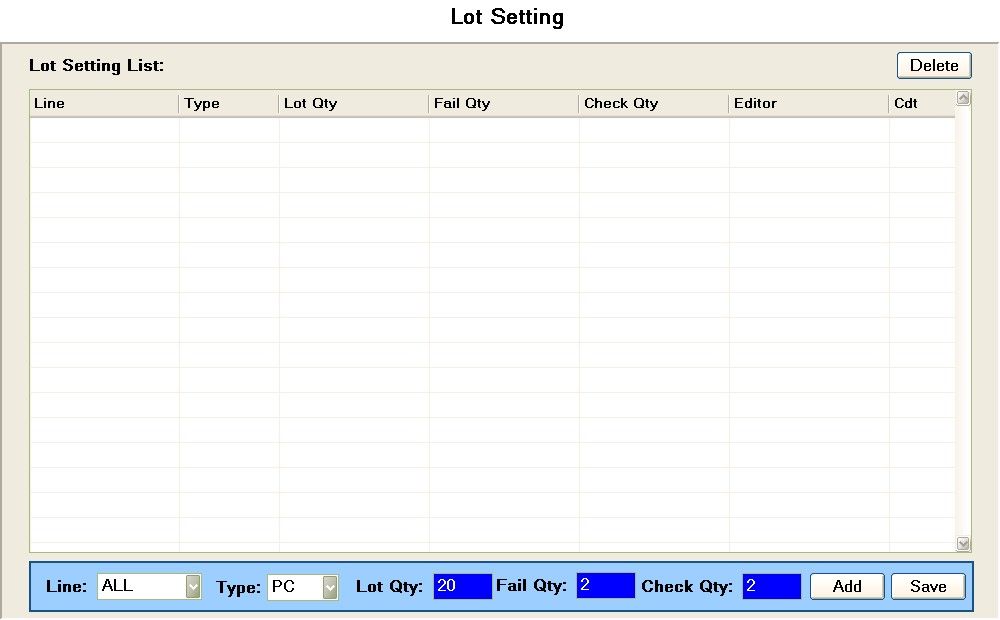 Lot Setting
Lot Setting List: Delete
Line Type Lot Qty Fail Qty Check Qty Editor Cdt
Line: ALL Type: PC Lot Qty: 20 Fail Qty: 2 Check Qty: 2 Add Save